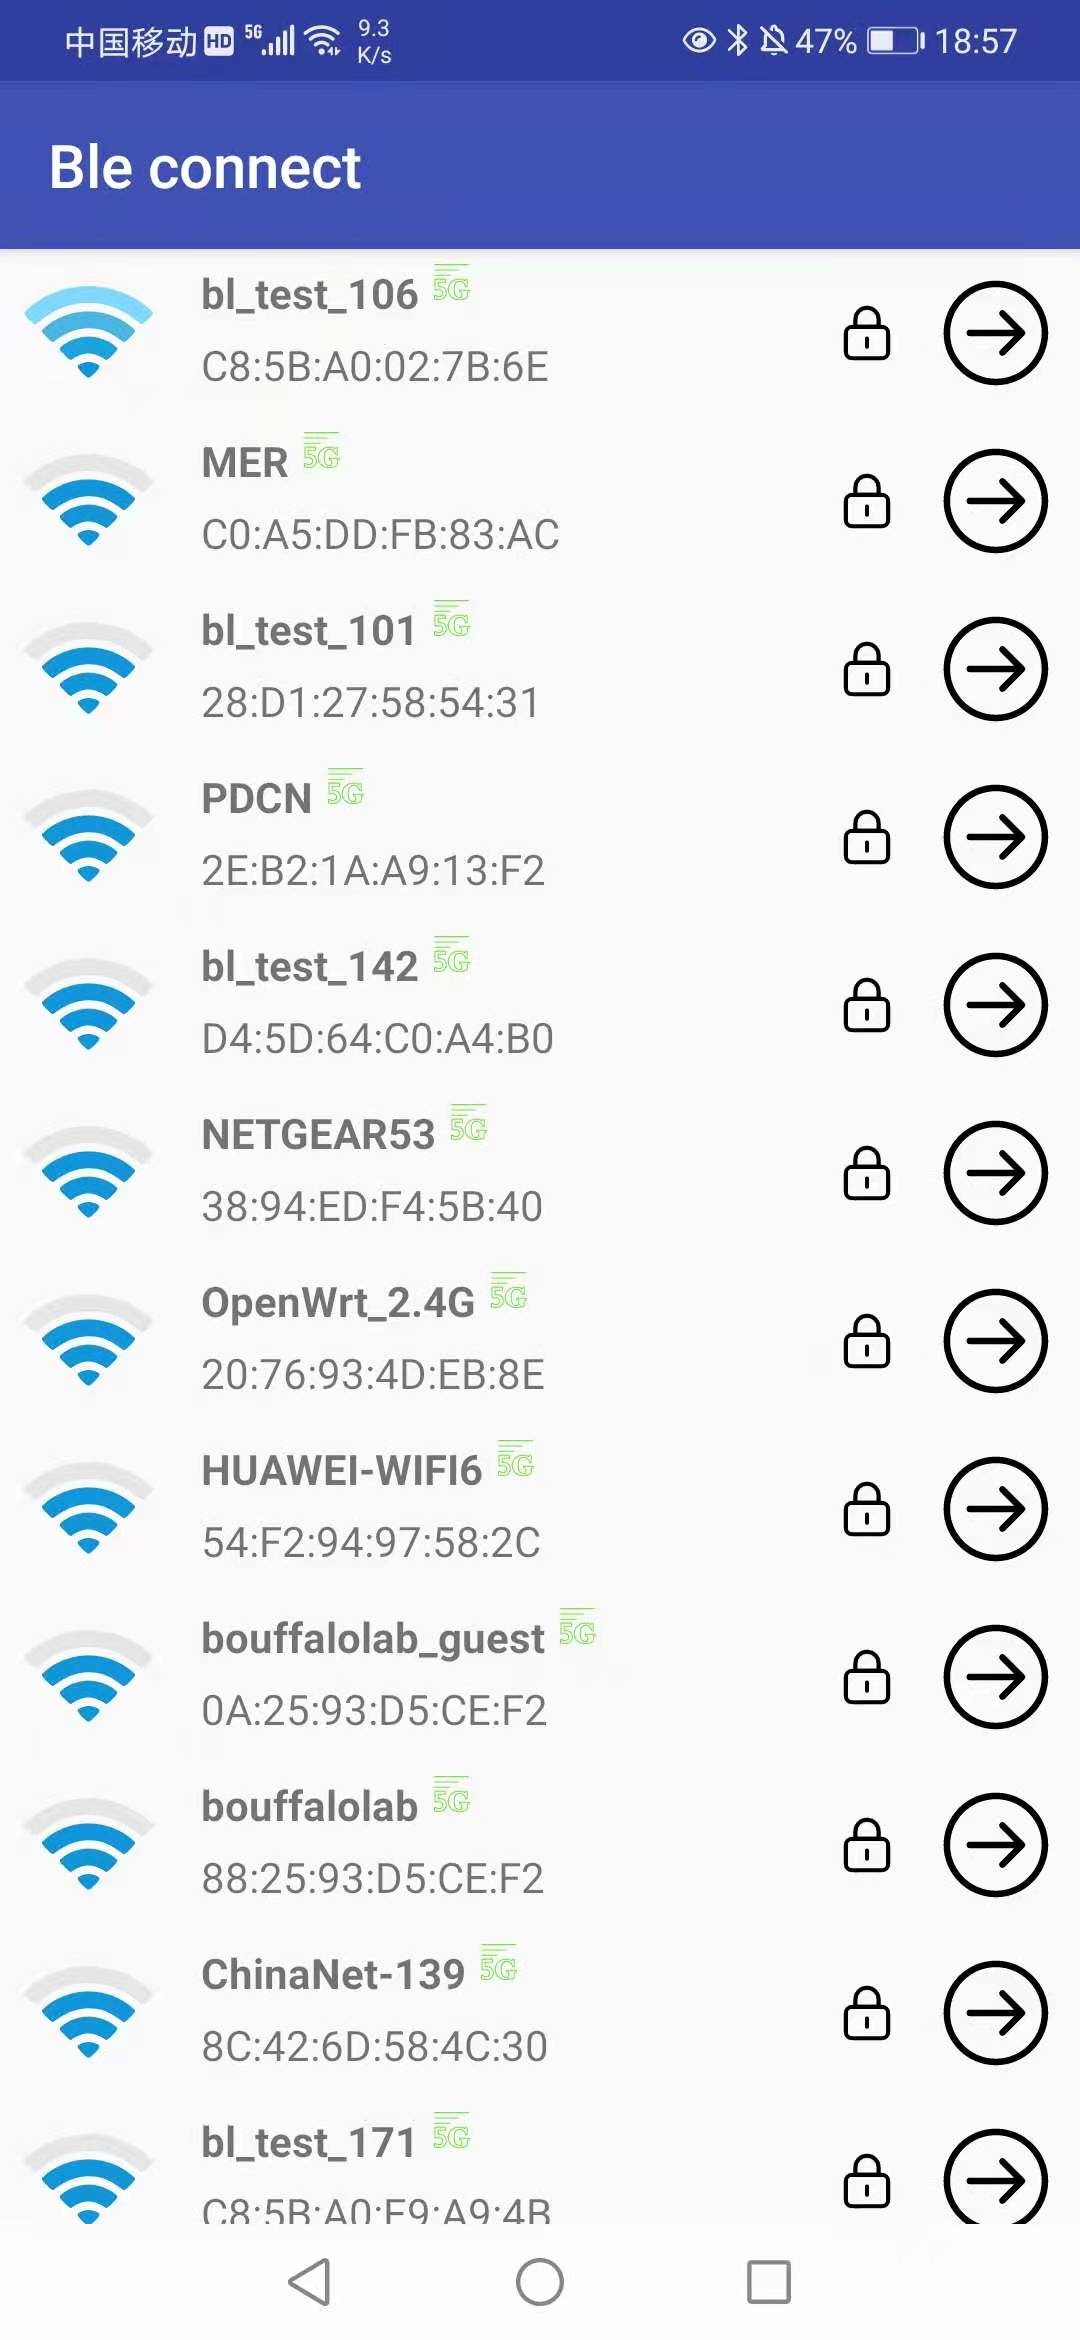 中国移动 HD 5G 9.3 K/s 47% 18:57
Ble connect
bl_test_106 5G
C8:5B:A0:02:7B:6E
MER 5G
C0:A5:DD:FB:83:AC
bl_test_101 5G
28:D1:27:58:54:31
PDCN 5G
2E:B2:1A:A9:13:F2
bl_test_142 5G
D4:5D:64:C0:A4:B0
NETGEAR53 5G
38:94:ED:F4:5B:40
OpenWrt_2.4G 5G
20:76:93:4D:EB:8E
HUAWEI-WIFI6 5G
54:F2:94:97:58:2C
bouffalolab_guest 5G
0A:25:93:D5:CE:F2
bouffalolab 5G
88:25:93:D5:CE:F2
ChinaNet-139 5G
8C:42:6D:58:4C:30
bl_test_171 5G
C8:5B:A0:F9:A9:4B